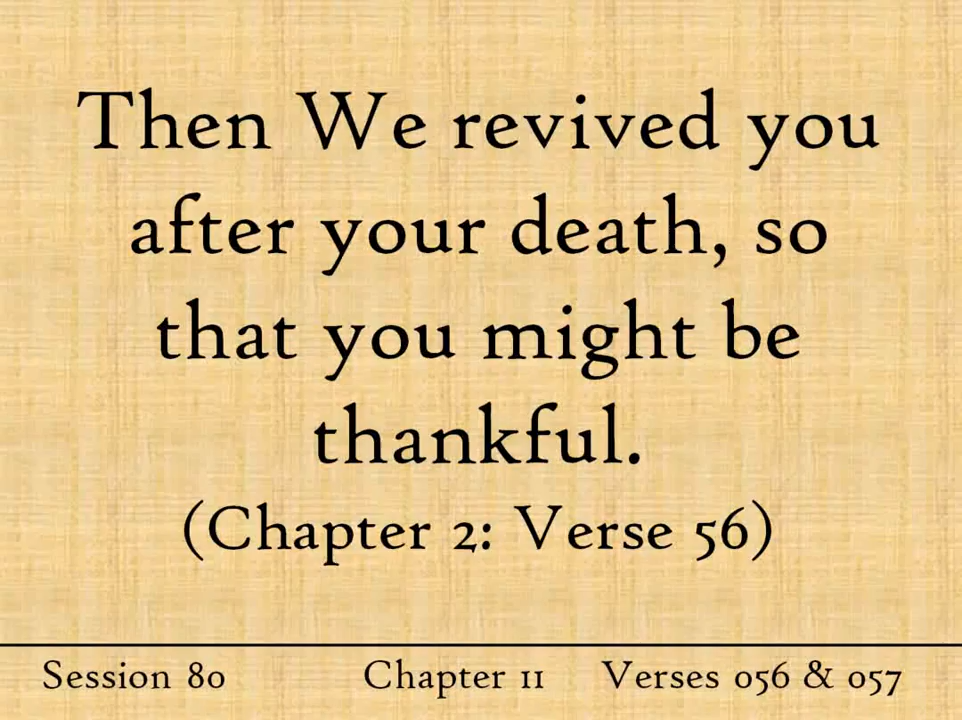 Then We revived you
after your death, so
that you might be
thankful.
(Chapter 2: Verse 56)
Session 80 Chapter 11 Verses 056 & 057